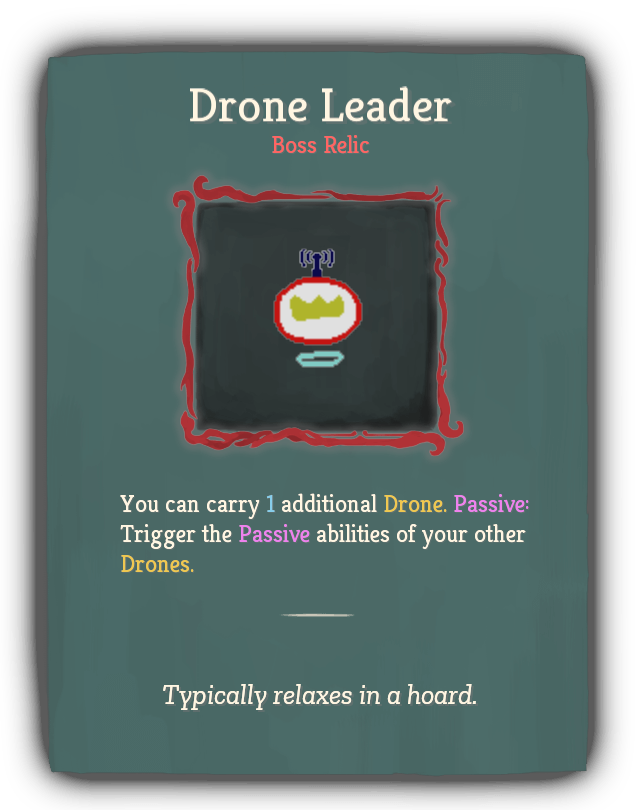 Drone Leader
Boss Relic
You can carry 1 additional Drone. Passive:
Trigger the Passive abilities of your other
Drones.
Typically relaxes in a hoard.